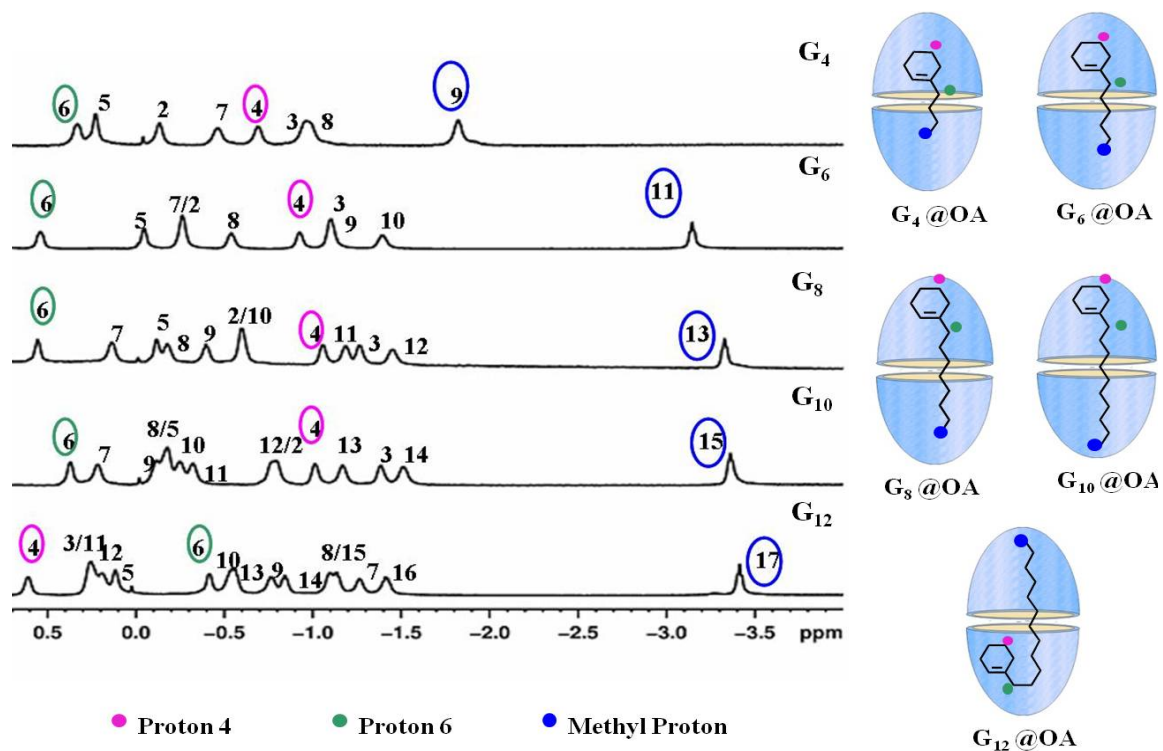 G4
6 5 2 7 4 3 8 9
G6
6 5 7/2 8 4 3 9 10 11
G8
6 7 5 8 9 2/10 4 11 3 12 13
G10
6 7 9 8/5 10 11 12/2 4 13 3 14 15
G12
4 3/11 12 5 6 10 13 9 14 8/15 7 16 17
0.5 0.0 −0.5 −1.0 −1.5 −2.0 −2.5 −3.0 −3.5 ppm
Proton 4 Proton 6 Methyl Proton
G4 @OA G6 @OA
G8 @OA G10 @OA
G12 @OA